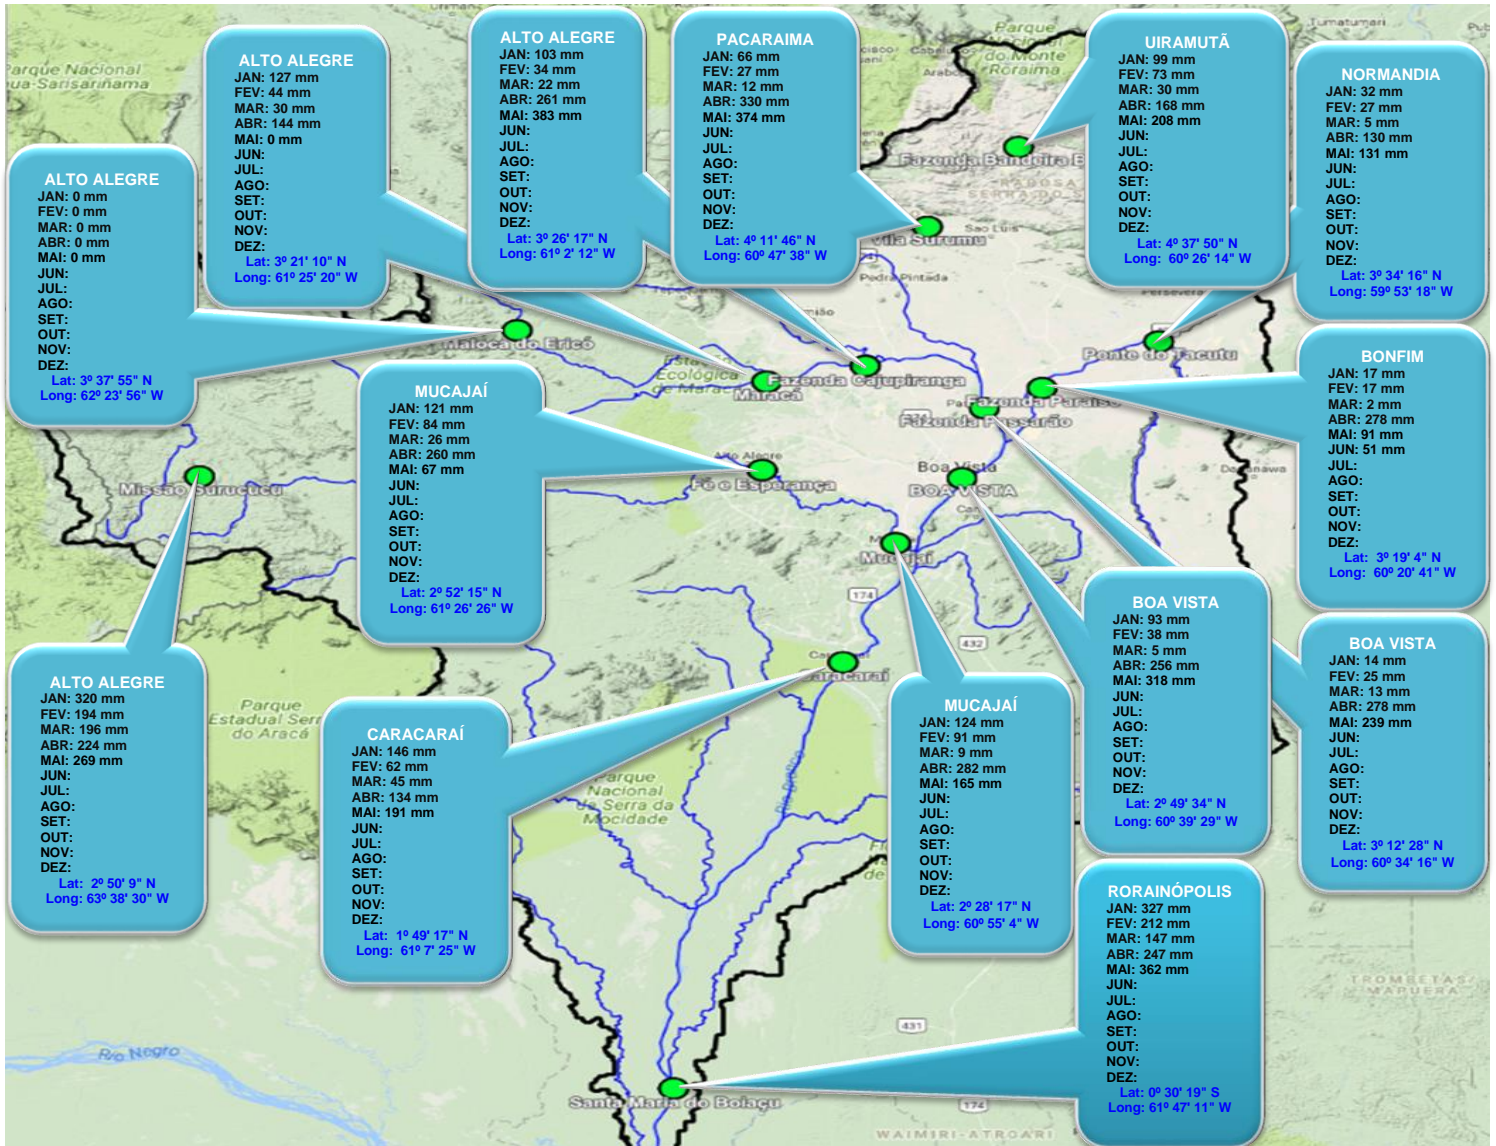 ALTO ALEGRE
JAN: 0 mm
FEV: 0 mm
MAR: 0 mm
ABR: 0 mm
MAI: 0 mm
JUN:
JUL:
AGO:
SET:
OUT:
NOV:
DEZ:
Lat: 3º 37' 55" N
Long: 62º 23' 56" W
ALTO ALEGRE
JAN: 127 mm
FEV: 44 mm
MAR: 30 mm
ABR: 144 mm
MAI: 0 mm
JUN:
JUL:
AGO:
SET:
OUT:
NOV:
DEZ:
Lat: 3º 21' 10" N
Long: 61º 25' 20" W
ALTO ALEGRE
JAN: 103 mm
FEV: 34 mm
MAR: 22 mm
ABR: 261 mm
MAI: 383 mm
JUN:
JUL:
AGO:
SET:
OUT:
NOV:
DEZ:
Lat: 3º 26' 17" N
Long: 61º 2' 12" W
PACARAIMA
JAN: 66 mm
FEV: 27 mm
MAR: 12 mm
ABR: 330 mm
MAI: 374 mm
JUN:
JUL:
AGO:
SET:
OUT:
NOV:
DEZ:
Lat: 4º 11' 46" N
Long: 60º 47' 38" W
UIRAMUTÃ
JAN: 99 mm
FEV: 73 mm
MAR: 30 mm
ABR: 168 mm
MAI: 208 mm
JUN:
JUL:
AGO:
SET:
OUT:
NOV:
DEZ:
Lat: 4º 37' 50" N
Long: 60º 26' 14" W
NORMANDIA
JAN: 32 mm
FEV: 27 mm
MAR: 5 mm
ABR: 130 mm
MAI: 131 mm
JUN:
JUL:
AGO:
SET:
OUT:
NOV:
DEZ:
Lat: 3º 34' 16" N
Long: 59º 53' 18" W
MUCAJAÍ
JAN: 121 mm
FEV: 84 mm
MAR: 26 mm
ABR: 260 mm
MAI: 67 mm
JUN:
JUL:
AGO:
SET:
OUT:
NOV:
DEZ:
Lat: 2º 52' 15" N
Long: 61º 26' 26" W
BONFIM
JAN: 17 mm
FEV: 17 mm
MAR: 2 mm
ABR: 278 mm
MAI: 91 mm
JUN: 51 mm
JUL:
AGO:
SET:
OUT:
NOV:
DEZ:
Lat: 3º 19' 4" N
Long: 60º 20' 41" W
ALTO ALEGRE
JAN: 320 mm
FEV: 194 mm
MAR: 196 mm
ABR: 224 mm
MAI: 269 mm
JUN:
JUL:
AGO:
SET:
OUT:
NOV:
DEZ:
Lat: 2º 50' 9" N
Long: 63º 38' 30" W
CARACARAÍ
JAN: 146 mm
FEV: 62 mm
MAR: 45 mm
ABR: 134 mm
MAI: 191 mm
JUN:
JUL:
AGO:
SET:
OUT:
NOV:
DEZ:
Lat: 1º 49' 17" N
Long: 61º 7' 25" W
MUCAJAÍ
JAN: 124 mm
FEV: 91 mm
MAR: 9 mm
ABR: 282 mm
MAI: 165 mm
JUN:
JUL:
AGO:
SET:
OUT:
NOV:
DEZ:
Lat: 2º 28' 17" N
Long: 60º 55' 4" W
BOA VISTA
JAN: 93 mm
FEV: 38 mm
MAR: 5 mm
ABR: 256 mm
MAI: 318 mm
JUN:
JUL:
AGO:
SET:
OUT:
NOV:
DEZ:
Lat: 2º 49' 34" N
Long: 60º 39' 29" W
BOA VISTA
JAN: 14 mm
FEV: 25 mm
MAR: 13 mm
ABR: 278 mm
MAI: 239 mm
JUN:
JUL:
AGO:
SET:
OUT:
NOV:
DEZ:
Lat: 3º 12' 28" N
Long: 60º 34' 16" W
RORAINÓPOLIS
JAN: 327 mm
FEV: 212 mm
MAR: 147 mm
ABR: 247 mm
MAI: 362 mm
JUN:
JUL:
AGO:
SET:
OUT:
NOV:
DEZ:
Lat: 0º 30' 19" S
Long: 61º 47' 11" W
Parque Nacional
Tumatumari
do Monte
Roraima
Fazenda Bandeira B
Vila Surumu
Sao Luis
Pedra Pintada
Maloca do Ericó
Ponte do Tacutu
Ecológica
de Maracá
Maracá
Fazenda Cajupiranga
Fazenda Paraiso
Fazenda Passarão
Missão Surucucu
Alto Alegre
Fé e Esperança
Boa Vista
BOA VISTA
Mucajaí
174
432
Parque
Estadual Serra
do Aracá
Parque
Nacional
da Serra da
Mocidade
Rio Branco
Rio Negro
431
174
Santa Maria do Boiaçu
TROMBETAS/
MAPUERA
WAIMIRI-ATROARI